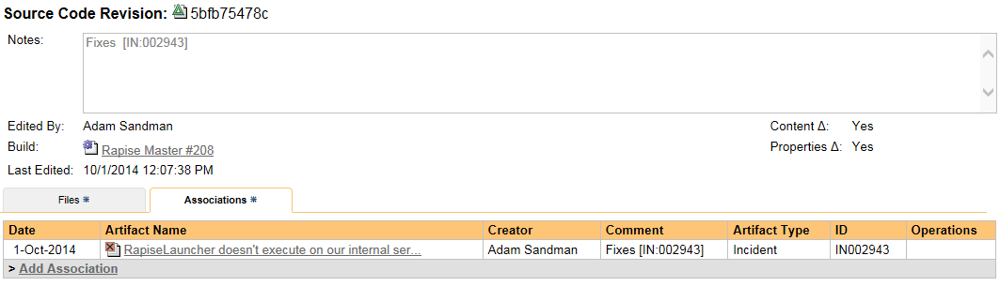 Source Code Revision: 5bfb75478c
Notes: Fixes [IN:002943]
Edited By: Adam Sandman Content Δ: Yes
Build: Rapise Master #208 Properties Δ: Yes
Last Edited: 10/1/2014 12:07:38 PM
Files * Associations *
Date Artifact Name Creator Comment Artifact Type ID Operations
1-Oct-2014 RapiseLauncher doesn't execute on our internal ser... Adam Sandman Fixes [IN:002943] Incident IN002943
> Add Association